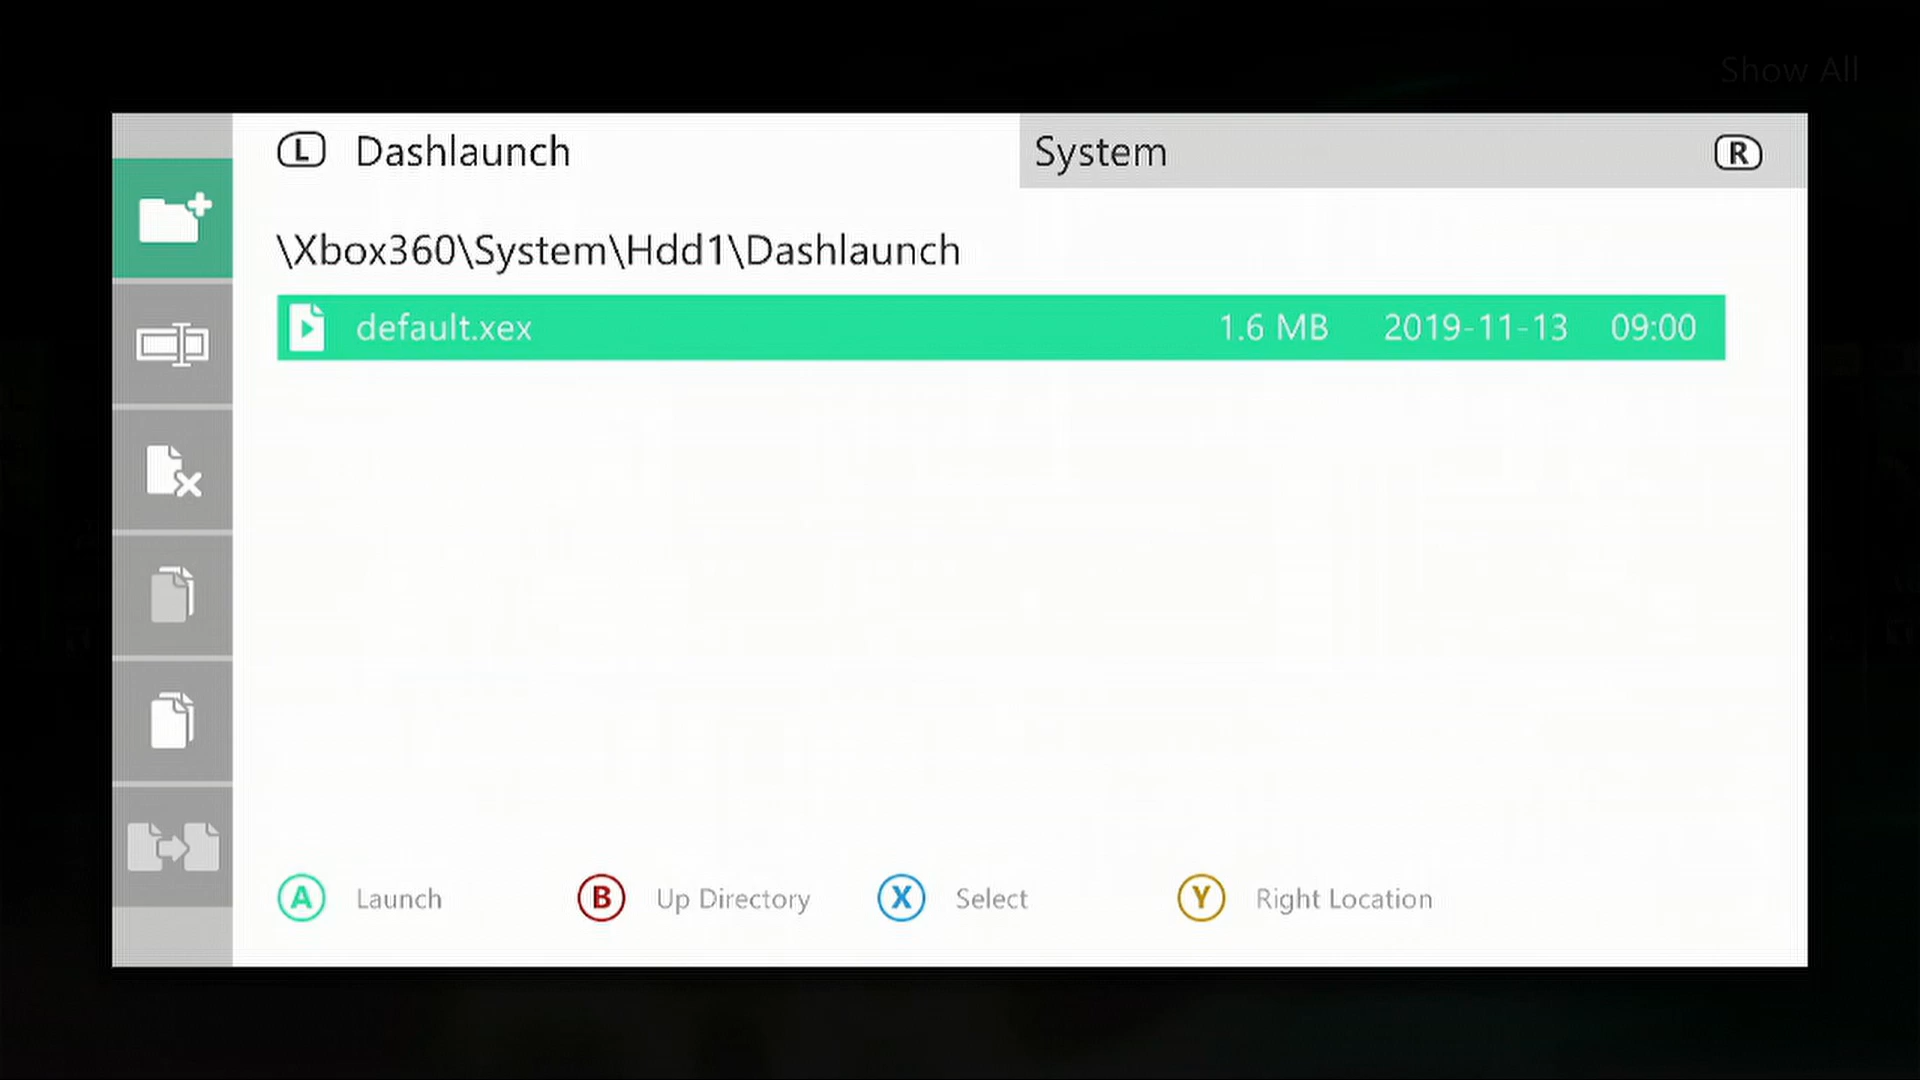 Show All
L Dashlaunch
System R
\Xbox360\System\Hdd1\Dashlaunch
default.xex 1.6 MB 2019-11-13 09:00
A Launch B Up Directory X Select Y Right Location